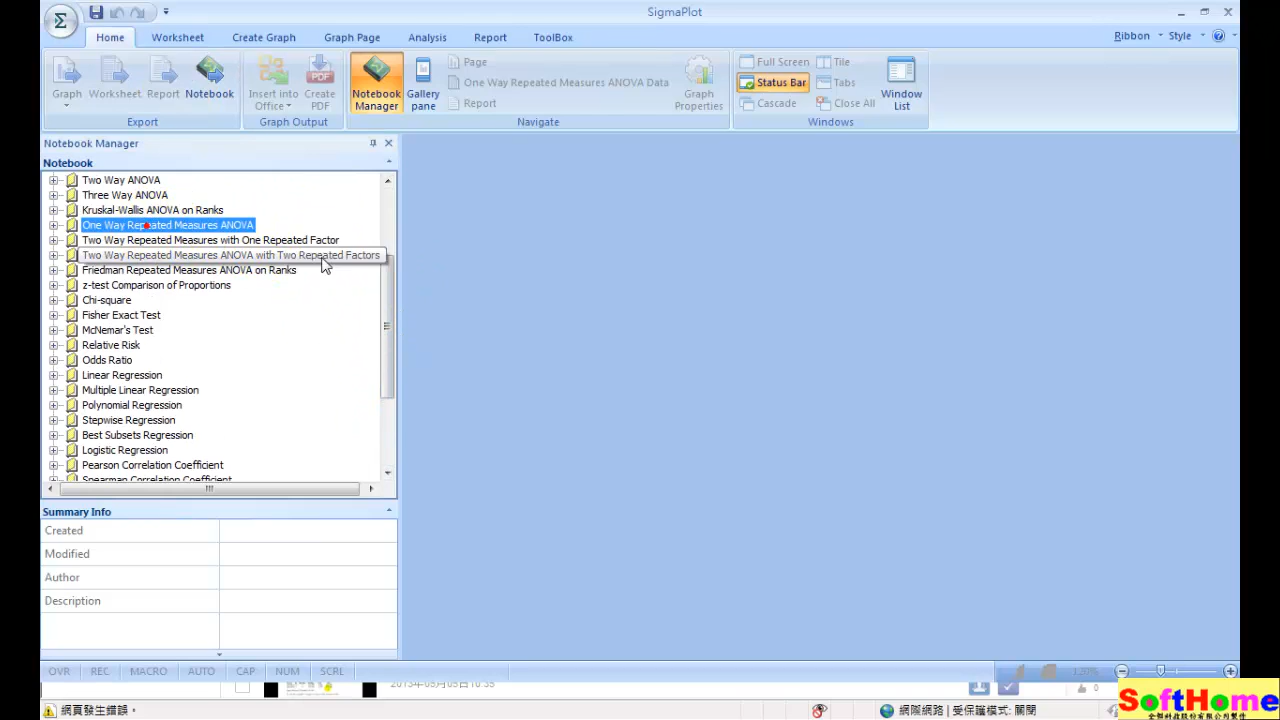 SigmaPlot
Home Worksheet Create Graph Graph Page Analysis Report ToolBox
Ribbon Style
Graph Worksheet Report Notebook
Export
Insert into Office Create PDF
Graph Output
Notebook Manager Gallery pane
Page
One Way Repeated Measures ANOVA Data
Report
Graph Properties
Navigate
Full Screen Tile
Status Bar Tabs
Cascade Close All
Window List
Windows
Notebook Manager
Notebook
Two Way ANOVA
Three Way ANOVA
Kruskal-Wallis ANOVA on Ranks
One Way Repeated Measures ANOVA
Two Way Repeated Measures with One Repeated Factor
Two Way Repeated Measures ANOVA with Two Repeated Factors
Friedman Repeated Measures ANOVA on Ranks
z-test Comparison of Proportions
Chi-square
Fisher Exact Test
McNemar's Test
Relative Risk
Odds Ratio
Linear Regression
Multiple Linear Regression
Polynomial Regression
Stepwise Regression
Best Subsets Regression
Logistic Regression
Pearson Correlation Coefficient
Spearman Correlation Coefficient
Summary Info
Created
Modified
Author
Description
OVR REC MACRO AUTO CAP NUM SCRL
網頁發生錯誤。
網際網路 | 受保護模式: 關閉
SoftHome